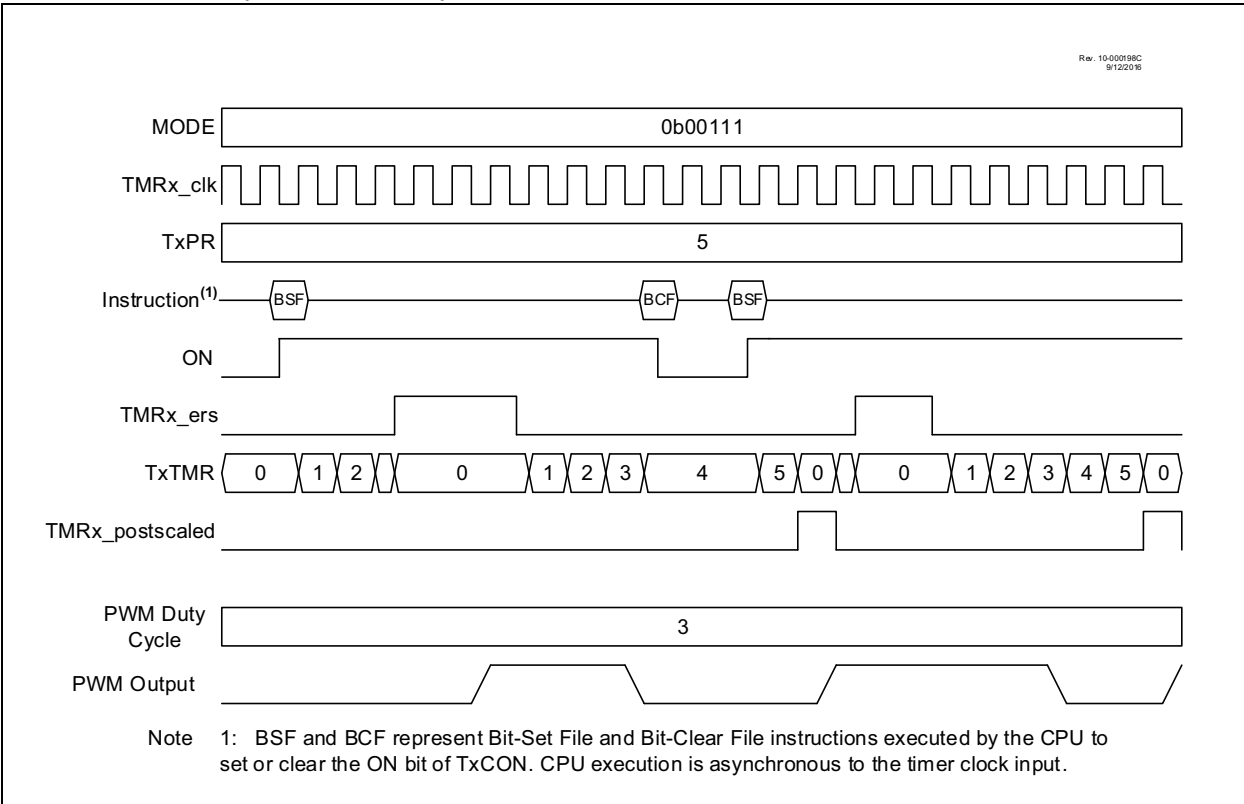 Rev. 10-000198C
9/12/2016
MODE 0b00111
TMRx_clk
TxPR 5
Instruction(1) BSF BCF BSF
ON
TMRx_ers
TxTMR 0 1 2 0 1 2 3 4 5 0 0 1 2 3 4 5 0
TMRx_postscaled
PWM Duty
Cycle 3
PWM Output
Note 1: BSF and BCF represent Bit-Set File and Bit-Clear File instructions executed by the CPU to
set or clear the ON bit of TxCON. CPU execution is asynchronous to the timer clock input.